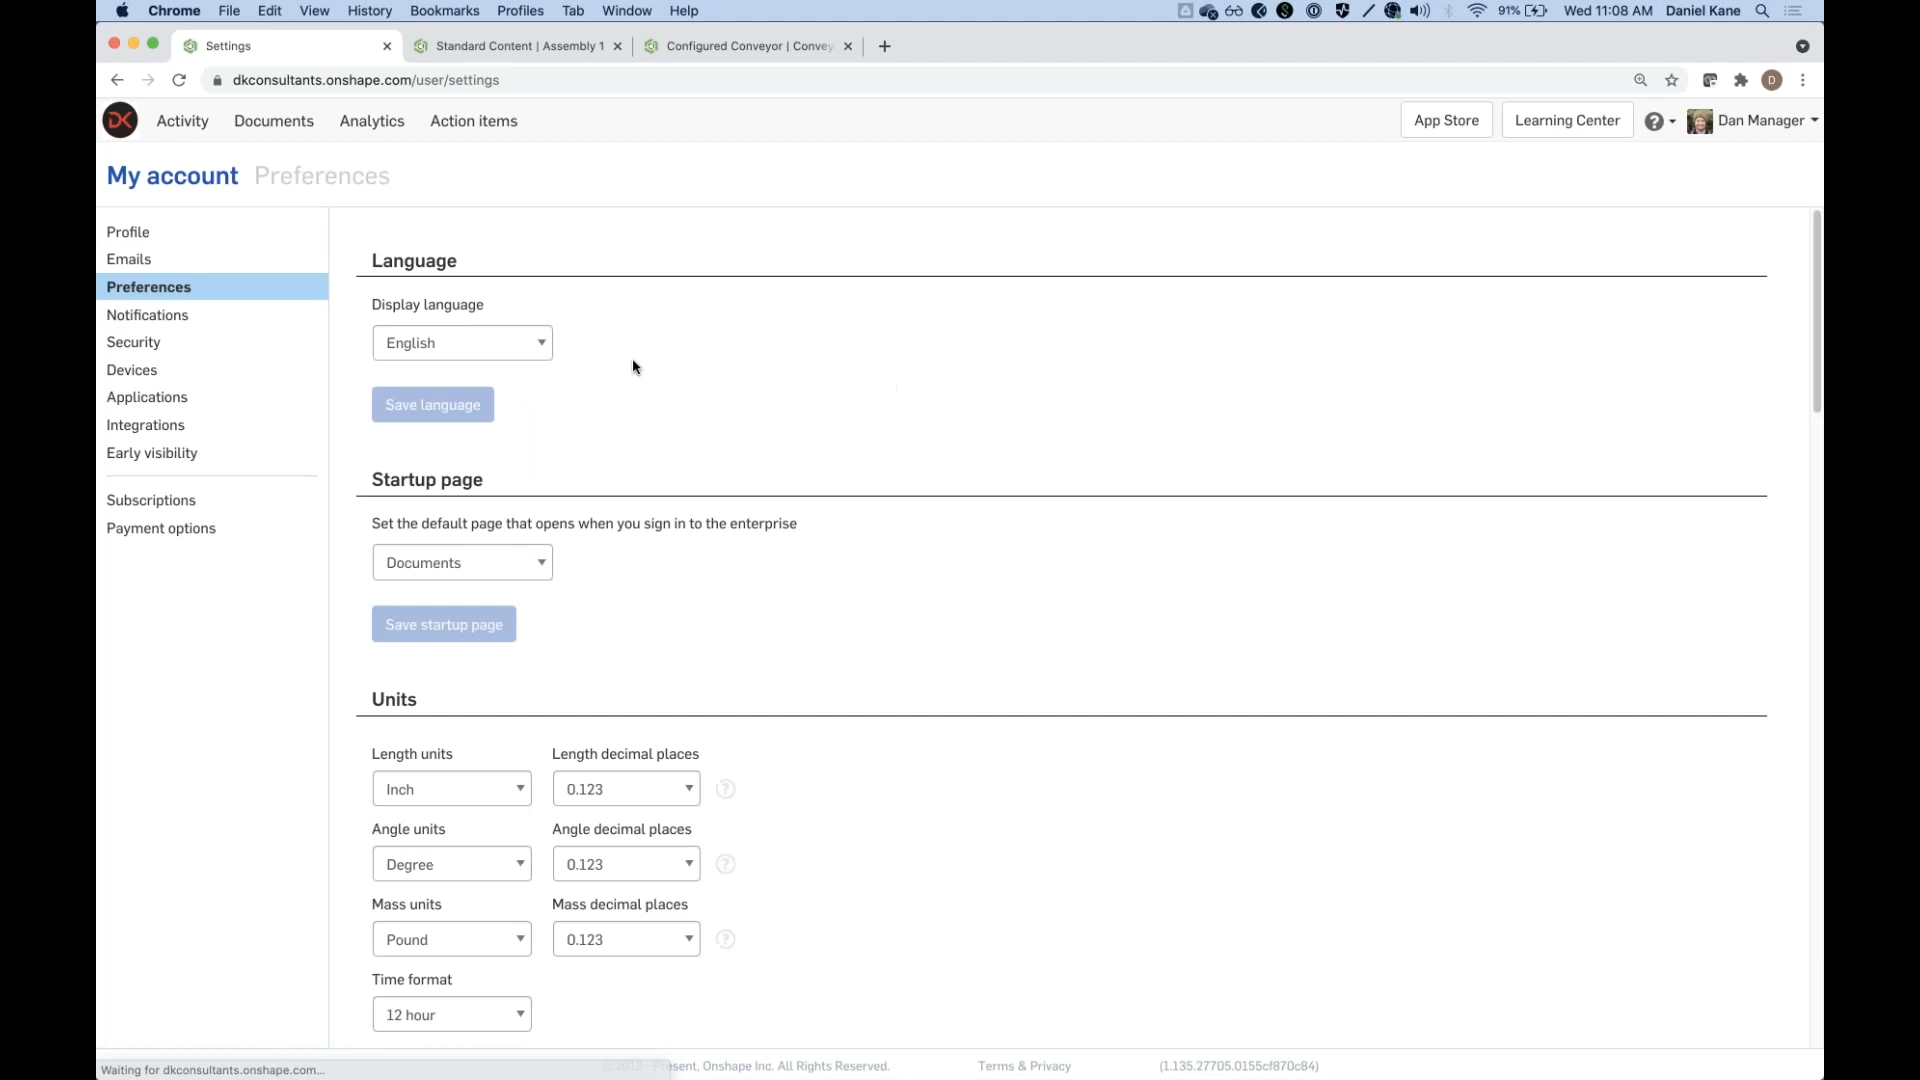 Chrome File Edit View History Bookmarks Profiles Tab Window Help 91% Wed 11:08 AM Daniel Kane
Settings Standard Content | Assembly 1 Configured Conveyor | Convey
dkconsultants.onshape.com/user/settings D
DK Activity Documents Analytics Action items App Store Learning Center ? Dan Manager
My account Preferences
Profile
Emails
Preferences
Notifications
Security
Devices
Applications
Integrations
Early visibility
Subscriptions
Payment options
Language
Display language
English
Save language
Startup page
Set the default page that opens when you sign in to the enterprise
Documents
Save startup page
Units
Length units Length decimal places
Inch 0.123 ?
Angle units Angle decimal places
Degree 0.123 ?
Mass units Mass decimal places
Pound 0.123 ?
Time format
12 hour
Waiting for dkconsultants.onshape.com...
© 2013 - Present, Onshape Inc. All Rights Reserved. Terms & Privacy (1.135.27705.0155cf870c84)